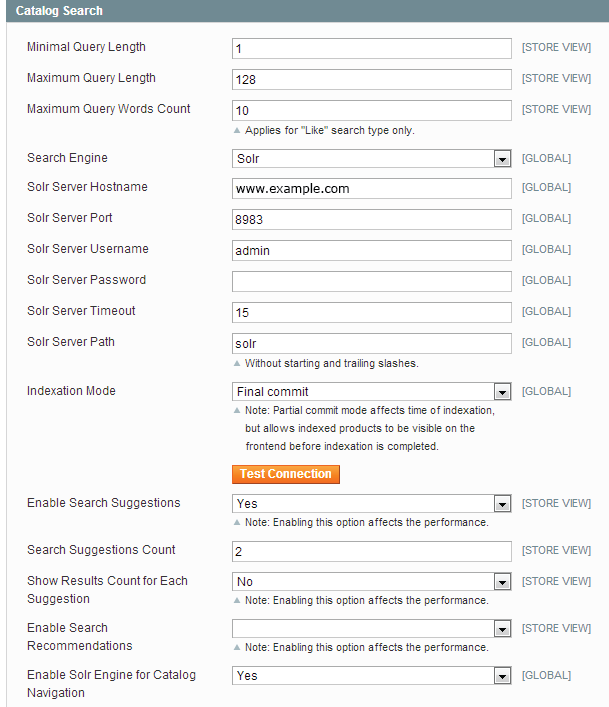 Catalog Search
Minimal Query Length 1 [STORE VIEW]
Maximum Query Length 128 [STORE VIEW]
Maximum Query Words Count 10 [STORE VIEW]
Applies for "Like" search type only.
Search Engine Solr [GLOBAL]
Solr Server Hostname www.example.com [GLOBAL]
Solr Server Port 8983 [GLOBAL]
Solr Server Username admin [GLOBAL]
Solr Server Password [GLOBAL]
Solr Server Timeout 15 [GLOBAL]
Solr Server Path solr [GLOBAL]
Without starting and trailing slashes.
Indexation Mode Final commit [GLOBAL]
Note: Partial commit mode affects time of indexation,
but allows indexed products to be visible on the
frontend before indexation is completed.
Test Connection
Enable Search Suggestions Yes [STORE VIEW]
Note: Enabling this option affects the performance.
Search Suggestions Count 2 [STORE VIEW]
Show Results Count for Each No [STORE VIEW]
Suggestion
Note: Enabling this option affects the performance.
Enable Search [STORE VIEW]
Recommendations
Note: Enabling this option affects the performance.
Enable Solr Engine for Catalog Yes [GLOBAL]
Navigation